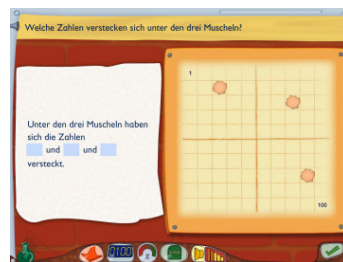 Welche Zahlen verstecken sich unter den drei Muscheln?
1
Unter den drei Muscheln haben
sich die Zahlen
und und
versteckt.
100
0100